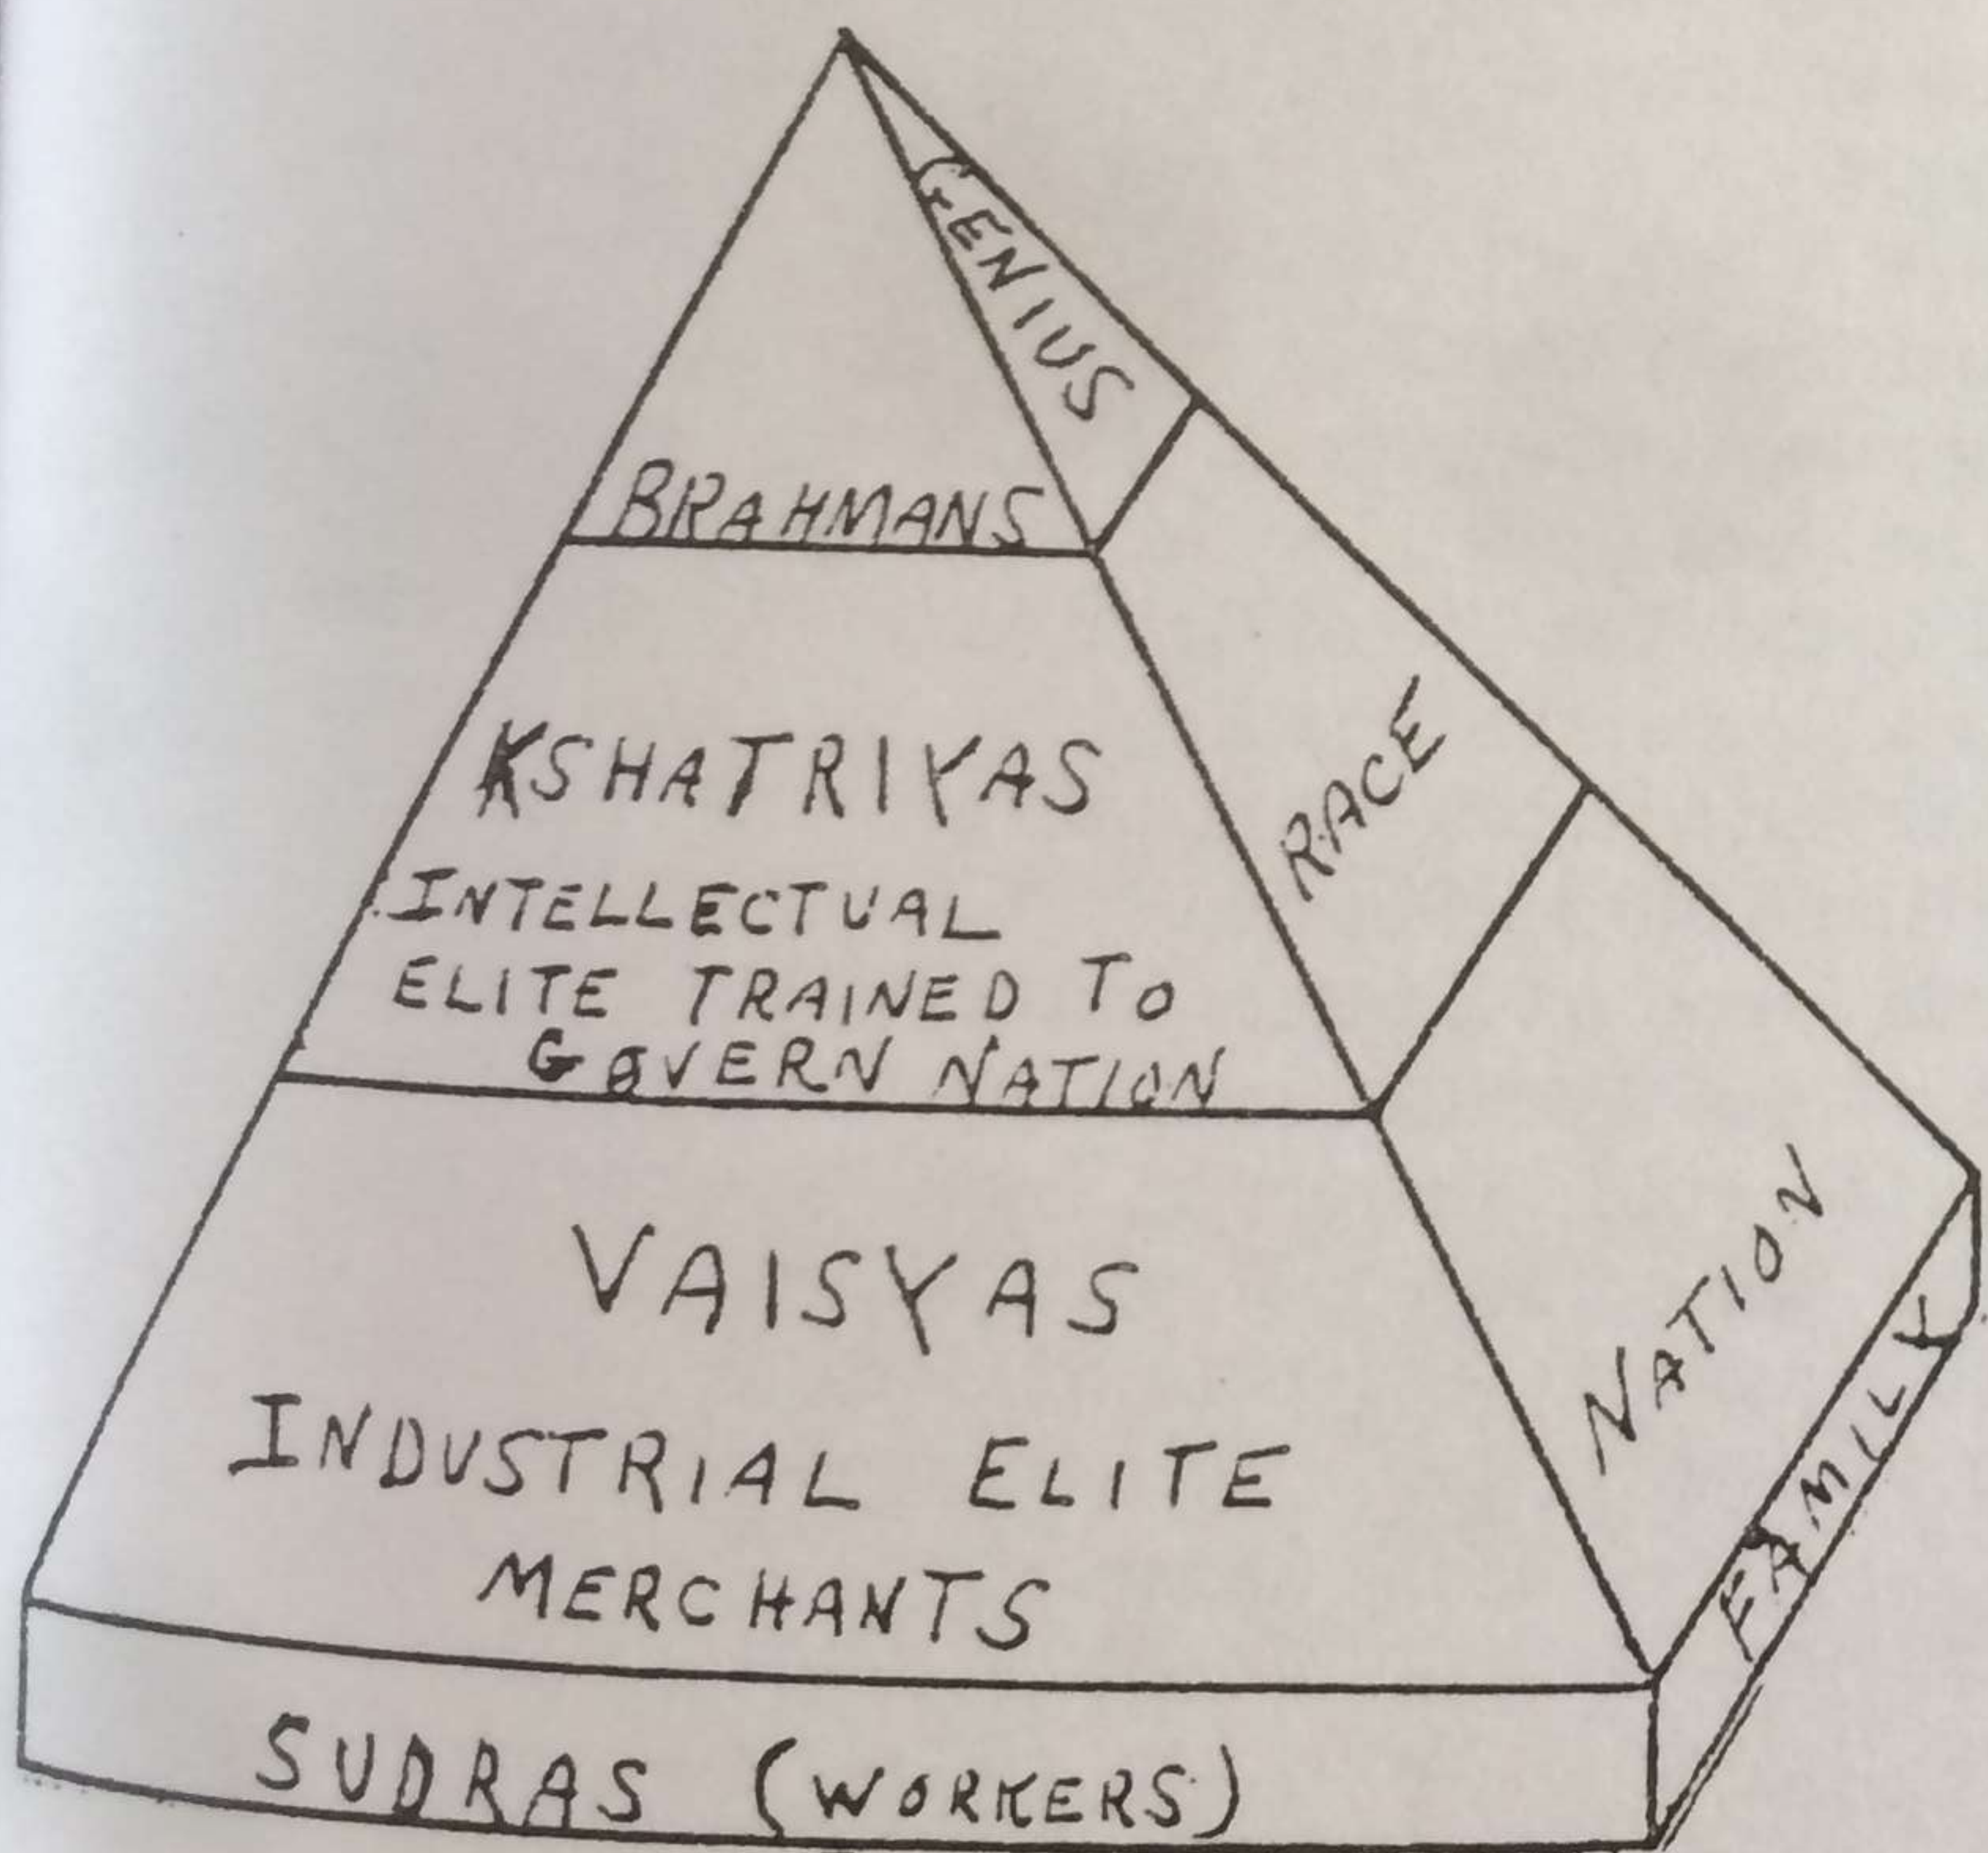 GENIUS
BRAHMANS
KSHATRIYAS
INTELLECTUAL
ELITE TRAINED TO
GOVERN NATION
RACE
VAISYAS
INDUSTRIAL ELITE
MERCHANTS
NATION
SUDRAS (WORKERS)
FAMILY